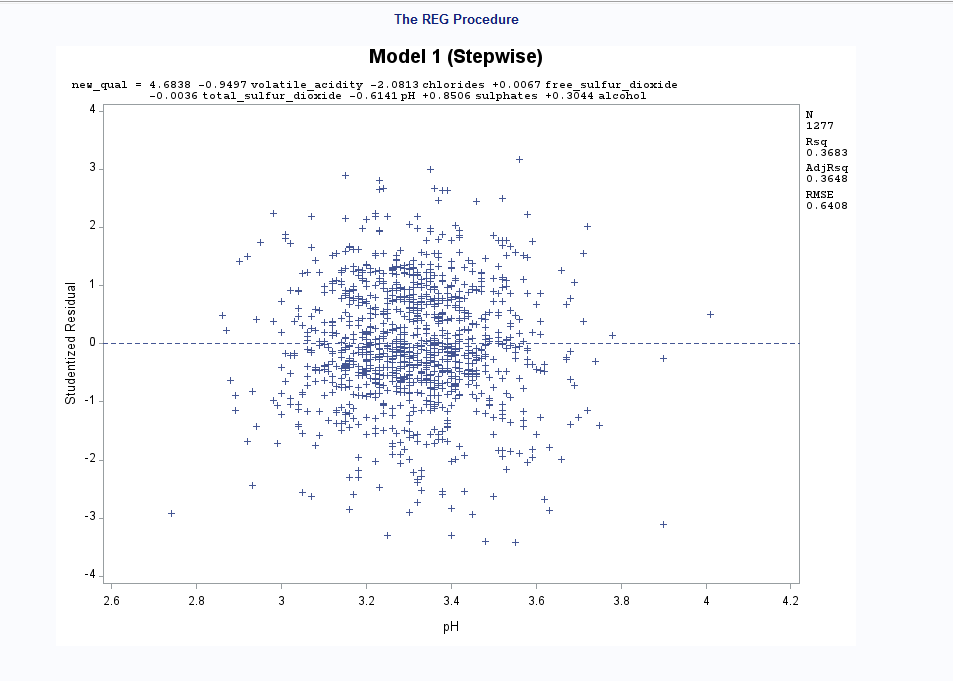 The REG Procedure
Model 1 (Stepwise)
new_qual = 4.6838 -0.9497 volatile_acidity -2.0813 chlorides +0.0067 free_sulfur_dioxide
-0.0036 total_sulfur_dioxide -0.6141 pH +0.8506 sulphates +0.3044 alcohol
4
3
2
1
0
-1
-2
-3
-4
Studentized Residual
N
1277
Rsq
0.3683
AdjRsq
0.3648
RMSE
0.6408
2.6 2.8 3 3.2 3.4 3.6 3.8 4 4.2
pH